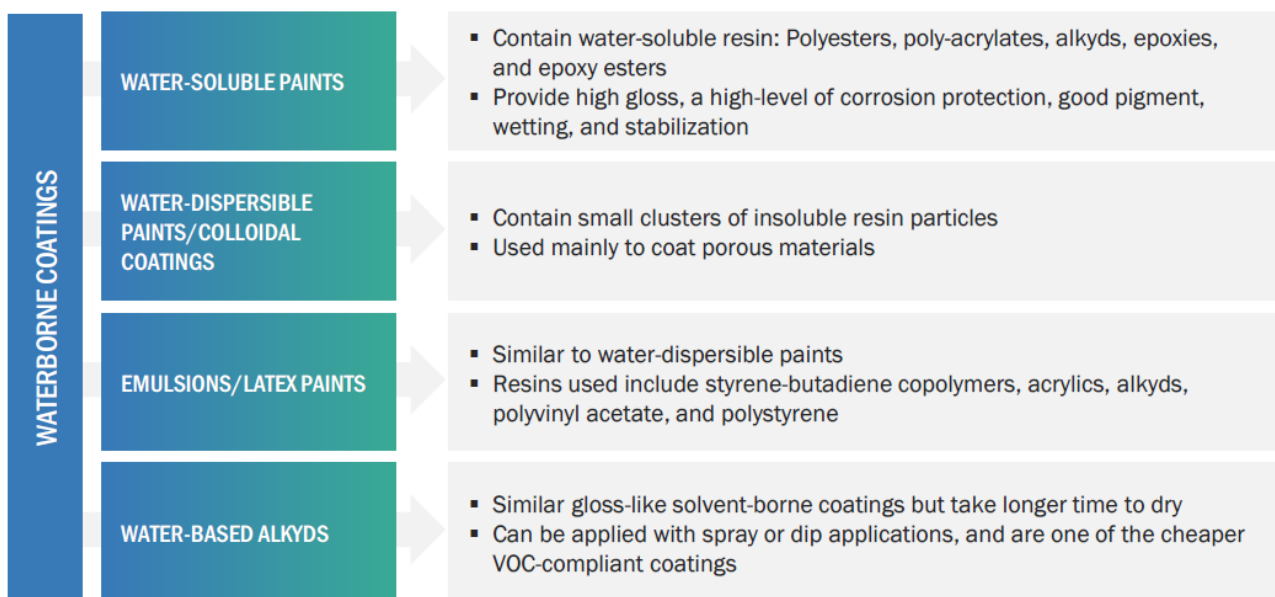 WATERBORNE COATINGS
WATER-SOLUBLE PAINTS
▪ Contain water-soluble resin: Polyesters, poly-acrylates, alkyds, epoxies,
and epoxy esters
▪ Provide high gloss, a high-level of corrosion protection, good pigment,
wetting, and stabilization
WATER-DISPERSIBLE
PAINTS/COLLOIDAL
COATINGS
▪ Contain small clusters of insoluble resin particles
▪ Used mainly to coat porous materials
EMULSIONS/LATEX PAINTS
▪ Similar to water-dispersible paints
▪ Resins used include styrene-butadiene copolymers, acrylics, alkyds,
polyvinyl acetate, and polystyrene
WATER-BASED ALKYDS
▪ Similar gloss-like solvent-borne coatings but take longer time to dry
▪ Can be applied with spray or dip applications, and are one of the cheaper
VOC-compliant coatings